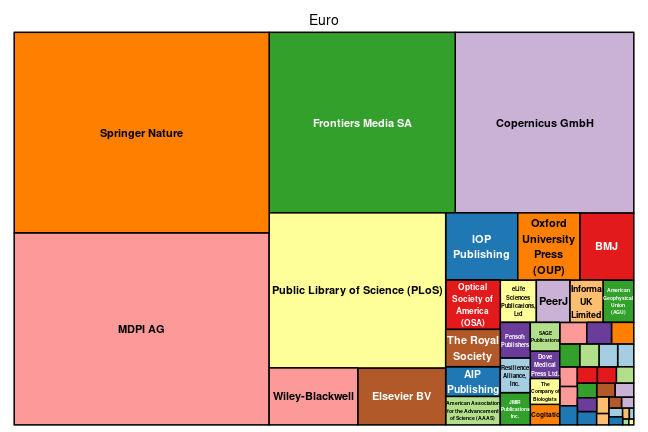 Euro
Springer Nature
Frontiers Media SA
Copernicus GmbH
MDPI AG
Public Library of Science (PLoS)
Wiley-Blackwell
Elsevier BV
IOP
Publishing
Oxford
University
Press
(OUP)
BMJ
Optical
Society of
America
(OSA)
eLife
Sciences
Publications,
Ltd
PeerJ
Informa
UK
Limited
American
Geophysical
Union
(AGU)
The Royal
Society
AIP
Publishing
American Association
for the Advancement
of Science (AAAS)
Pensoft
Publishers
SAGE
Publications
Resilience
Alliance,
Inc.
Dove
Medical
Press Ltd.
JMIR
Publications
Inc.
The
Company of
Biologists
Cogitatio